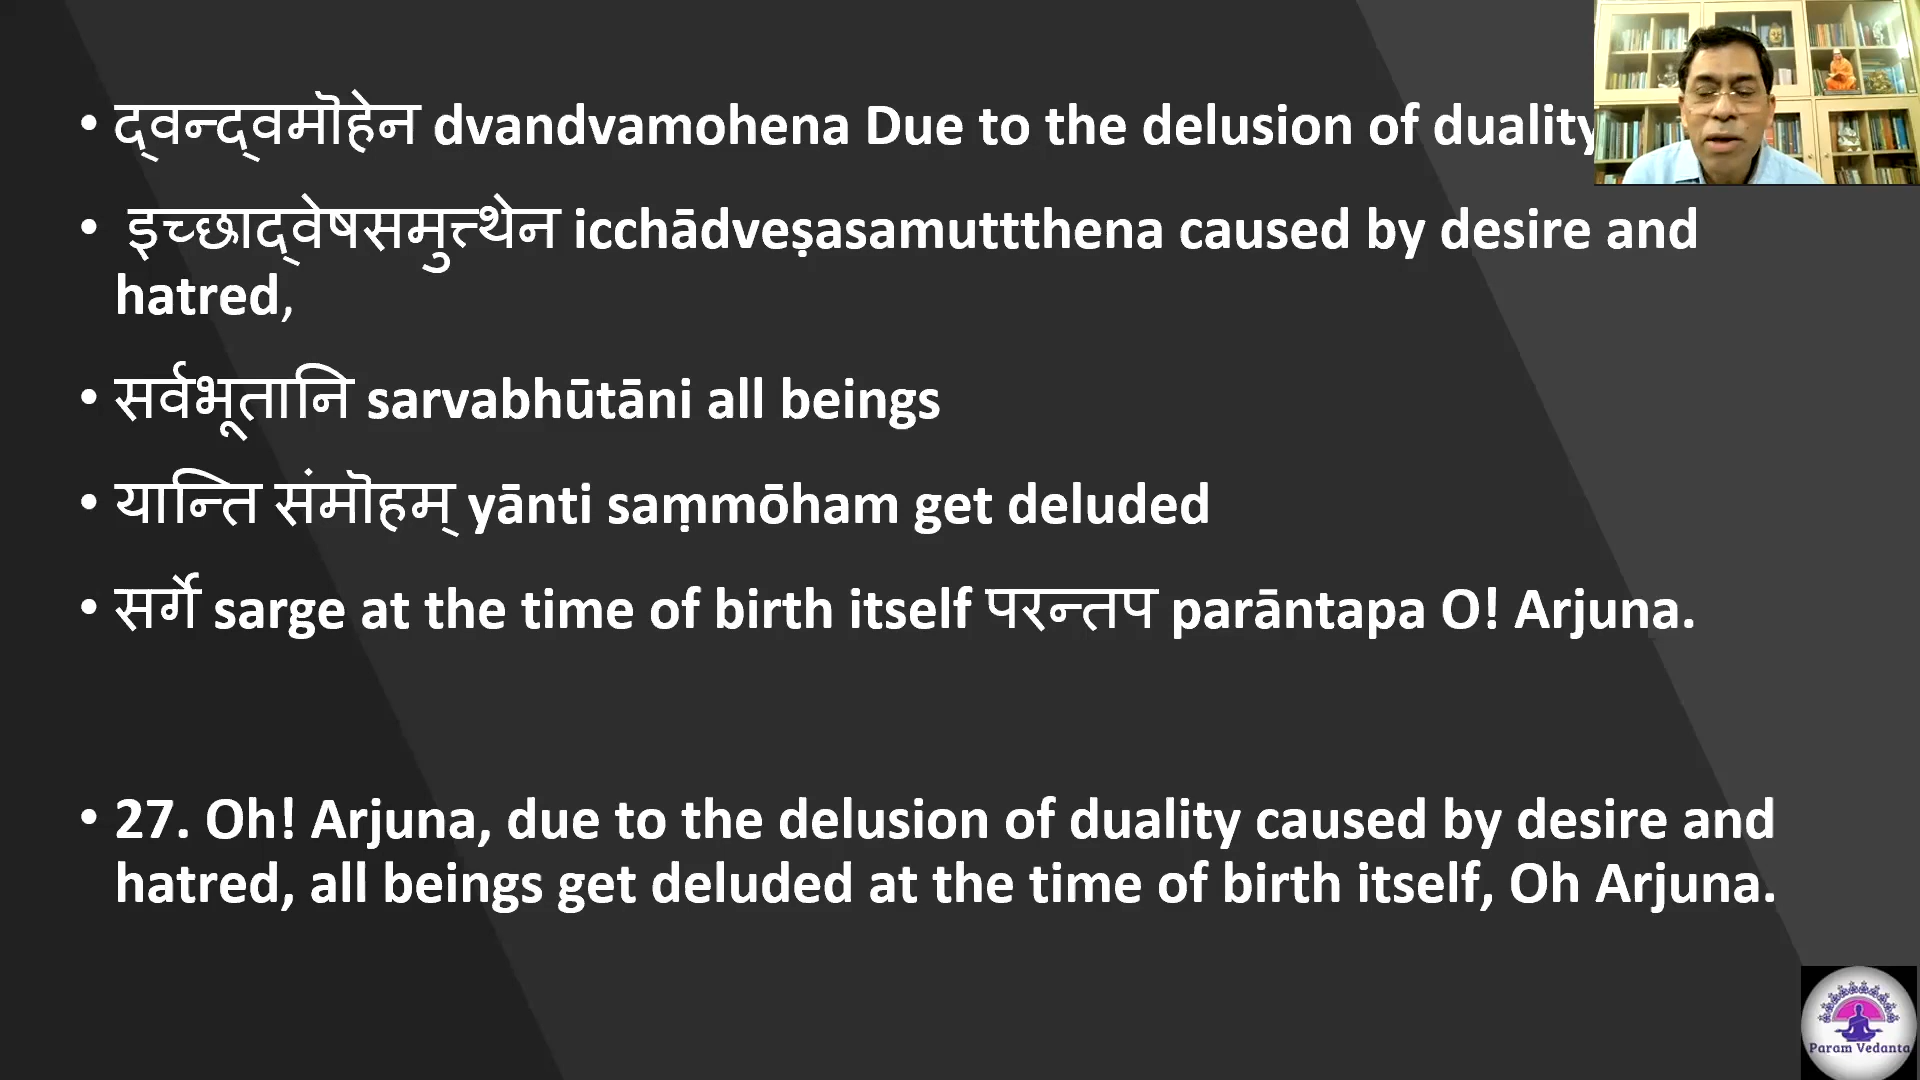 • द्‌वन्द्‌वमॊहेन dvandvamohena Due to the delusion of duality
• इच्छाद्‌वेषसमुत्त्थेन icchādveṣasamuttthena caused by desire and
hatred,
• सर्वभूतानि sarvabhūtāni all beings
• यान्ति संमॊहम् yānti saṃmōham get deluded
• सर्गे sarge at the time of birth itself परन्तप parāntapa O! Arjuna.
• 27. Oh! Arjuna, due to the delusion of duality caused by desire and
hatred, all beings get deluded at the time of birth itself, Oh Arjuna.
Param Vedanta